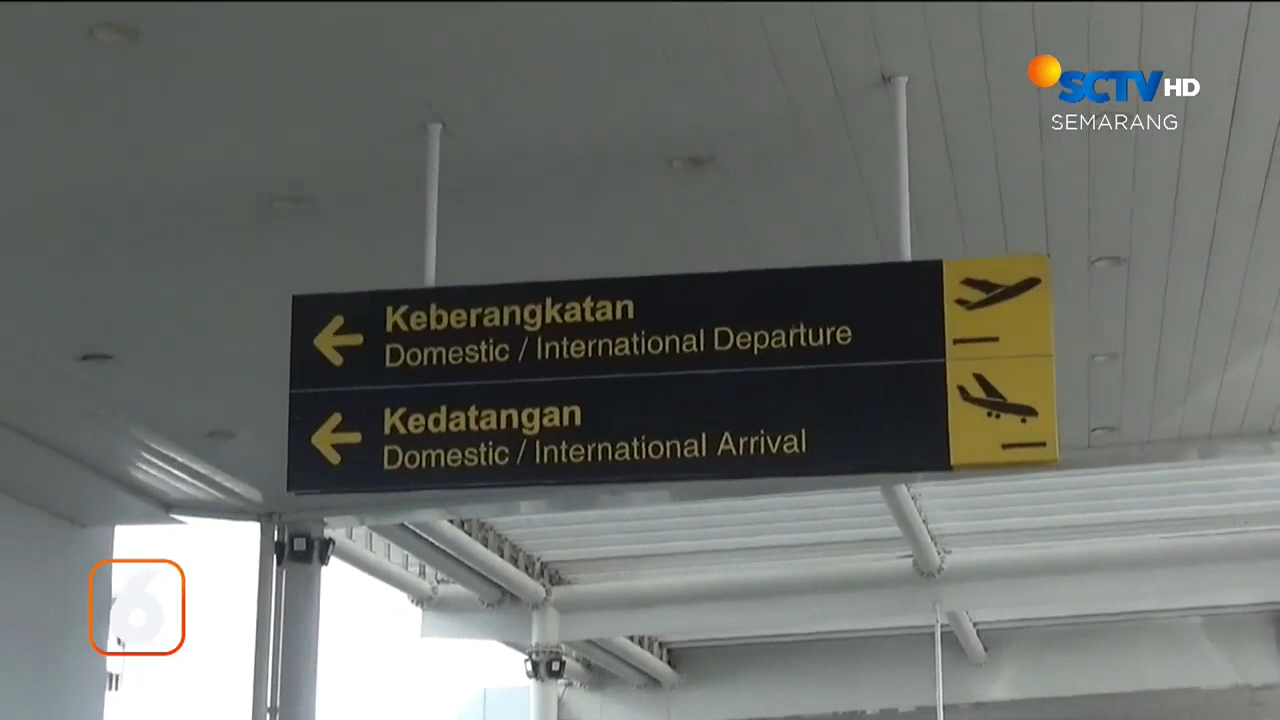 SCTV HD
SEMARANG
Keberangkatan
Domestic / International Departure
Kedatangan
Domestic / International Arrival
6